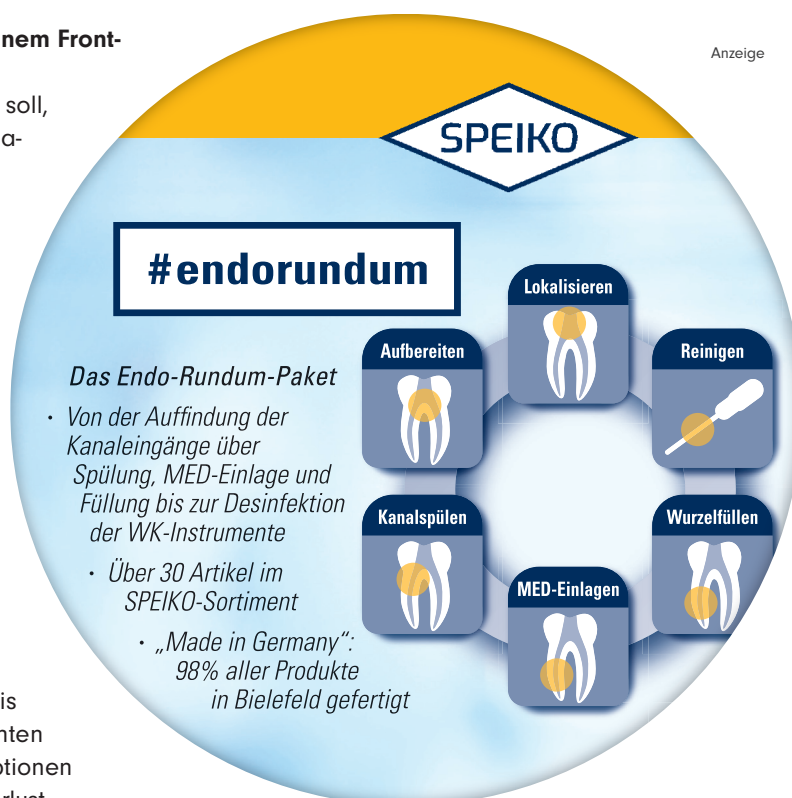 nem Front-
soll,
a-
Anzeige
SPEIKO
#endorundum
Das Endo-Rundum-Paket
· Von der Auffindung der
Kanaleingänge über
Spülung, MED-Einlage und
Füllung bis zur Desinfektion
der WK-Instrumente
· Über 30 Artikel im
SPEIKO-Sortiment
· „Made in Germany“:
98% aller Produkte
in Bielefeld gefertigt
Lokalisieren
Aufbereiten
Reinigen
Kanalspülen
Wurzelfüllen
MED-Einlagen
is
nten
otionen